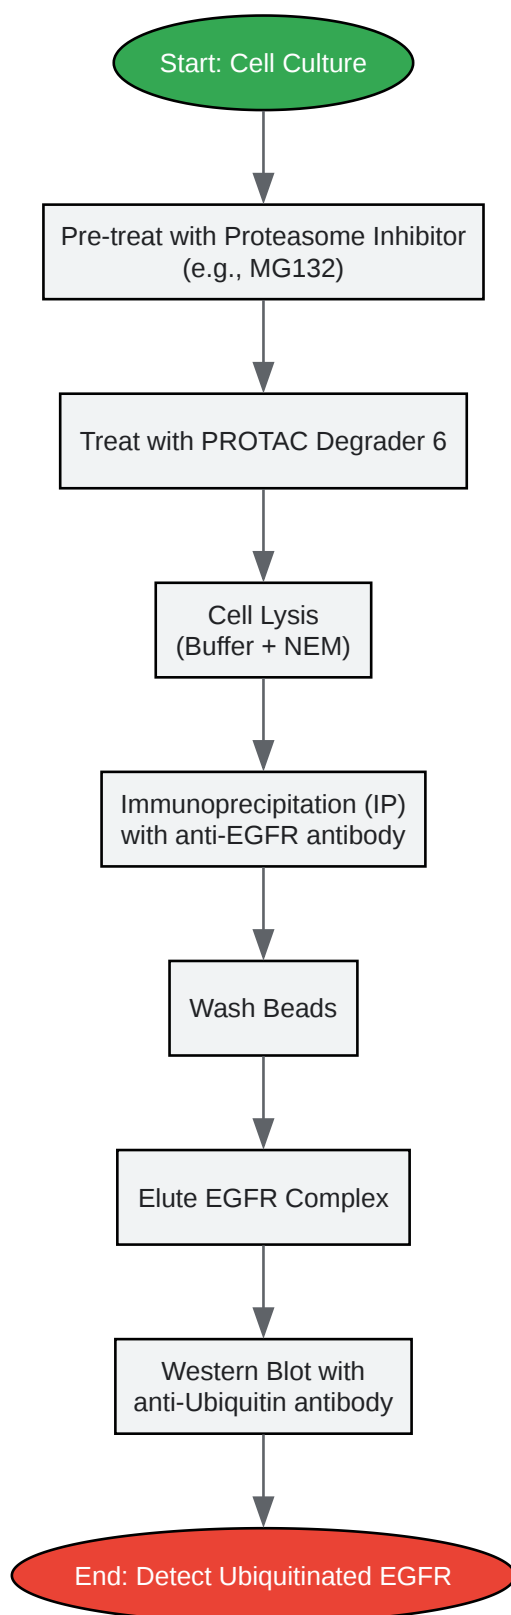 Start: Cell Culture
Pre-treat with Proteasome Inhibitor
(e.g., MG132)
Treat with PROTAC Degrader 6
Cell Lysis
(Buffer + NEM)
Immunoprecipitation (IP)
with anti-EGFR antibody
Wash Beads
Elute EGFR Complex
Western Blot with
anti-Ubiquitin antibody
End: Detect Ubiquitinated EGFR